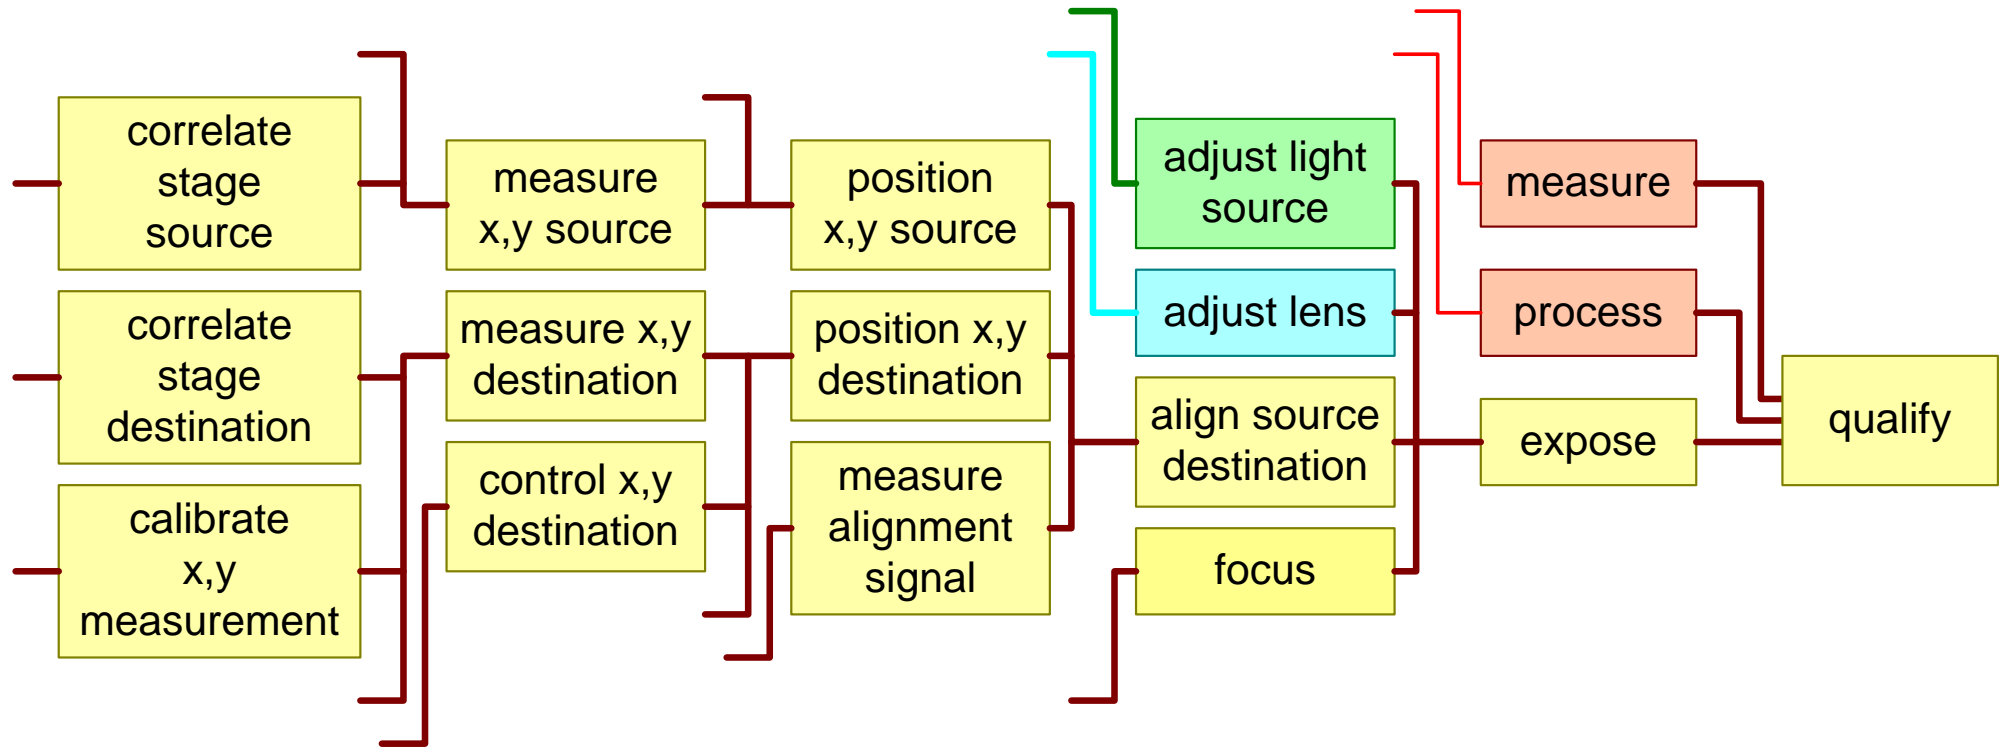 correlate
stage
source
correlate
stage
destination
calibrate
x,y
measurement
measure
x,y source
measure x,y
destination
control x,y
destination
position
x,y source
position x,y
destination
measure
alignment
signal
adjust light
source
adjust lens
align source
destination
focus
measure
process
expose
qualify